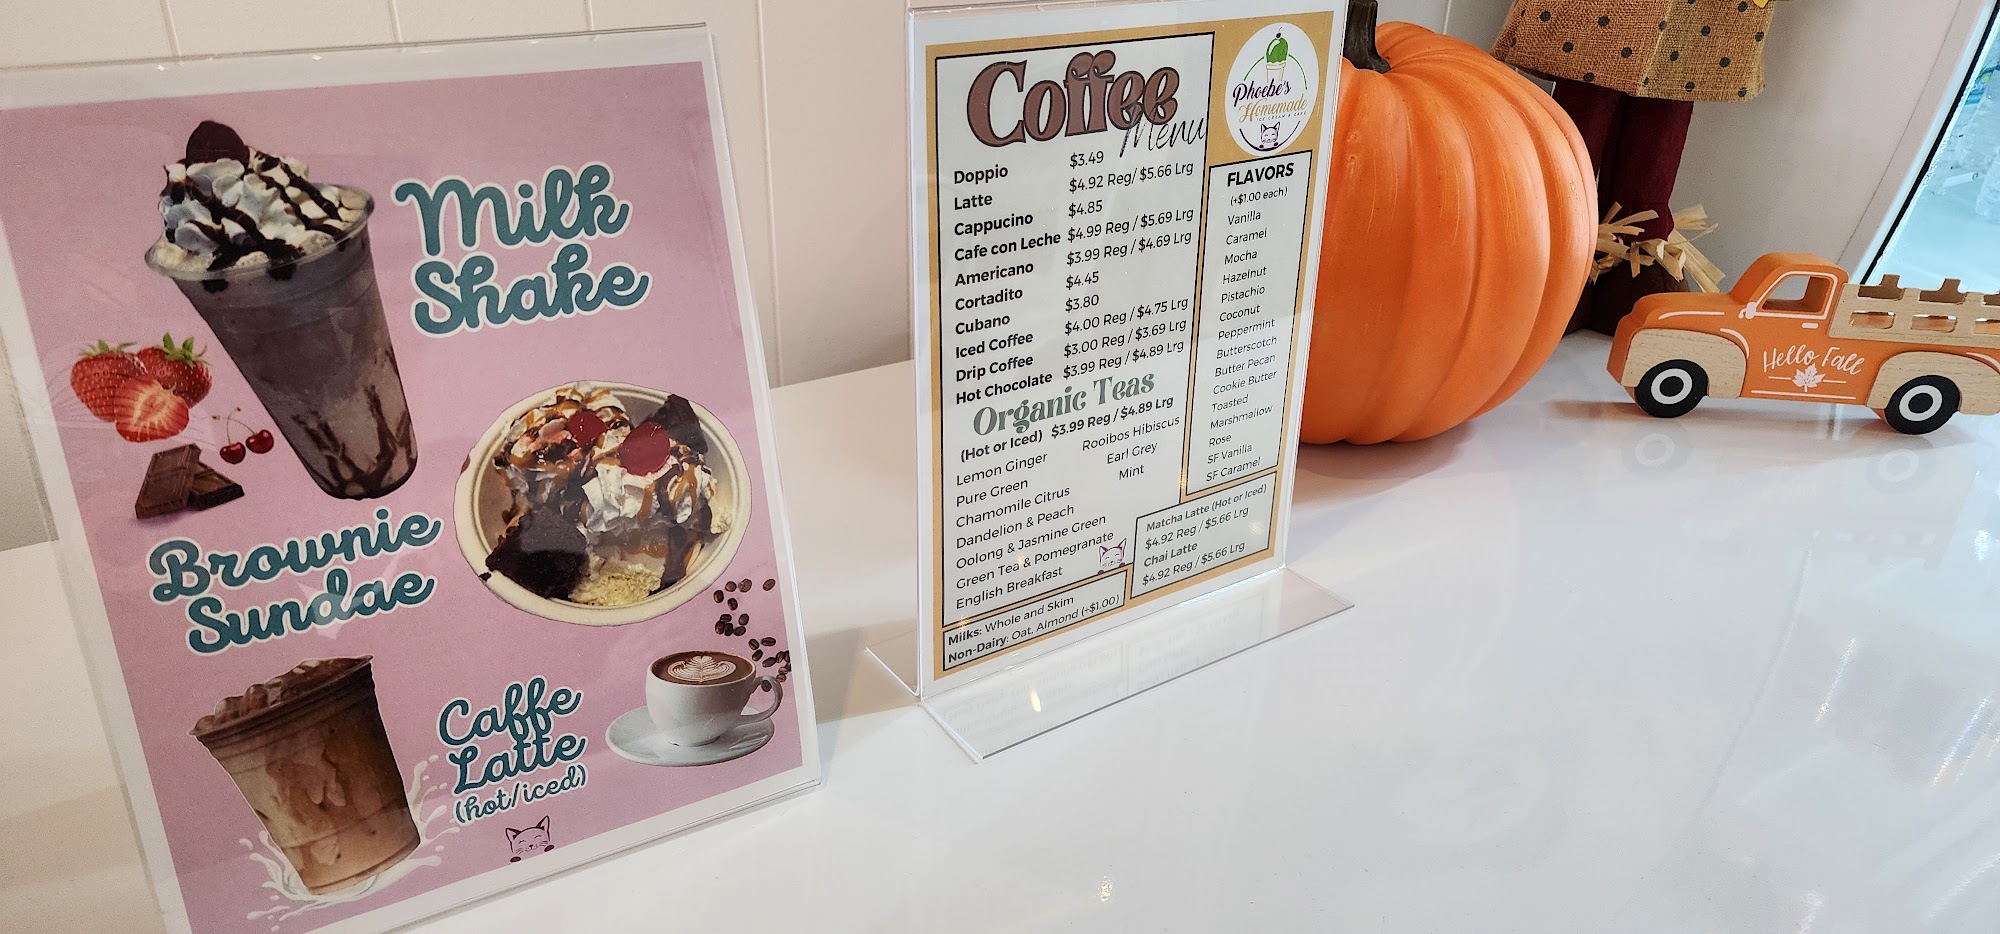 Milk
Shake
Brownie
Sundae
Caffe
Latte
(hot/iced)
Coffee
Menu
Doppio $3.49
Latte $4.92 Reg/ $5.66 Lrg
Cappucino $4.85
Cafe con Leche $4.99 Reg / $5.69 Lrg
Americano $3.99 Reg / $4.69 Lrg
Cortadito $4.45
Cubano $3.80
Iced Coffee $4.00 Reg / $4.75 Lrg
Drip Coffee $3.00 Reg / $3.69 Lrg
Hot Chocolate $3.99 Reg / $4.89 Lrg
Organic Teas
(Hot or Iced) $3.99 Reg / $4.89 Lrg
Lemon Ginger
Pure Green
Chamomile Citrus
Dandelion & Peach
Oolong & Jasmine Green
Green Tea & Pomegranate
English Breakfast
Rooibos Hibiscus
Earl Grey
Mint
Milks: Whole and Skim
Non-Dairy: Oat, Almond (+$1.00)
Phoebe's
Homemade
ICE CREAM & CAFE
FLAVORS
(+$1.00 each)
Vanilla
Caramel
Mocha
Hazelnut
Pistachio
Coconut
Peppermint
Butterscotch
Butter Pecan
Cookie Butter
Toasted
Marshmallow
Rose
SF Vanilla
SF Caramel
Matcha Latte (Hot or Iced)
$4.92 Reg / $5.66 Lrg
Chai Latte
$4.92 Reg / $5.66 Lrg
Hello Fall